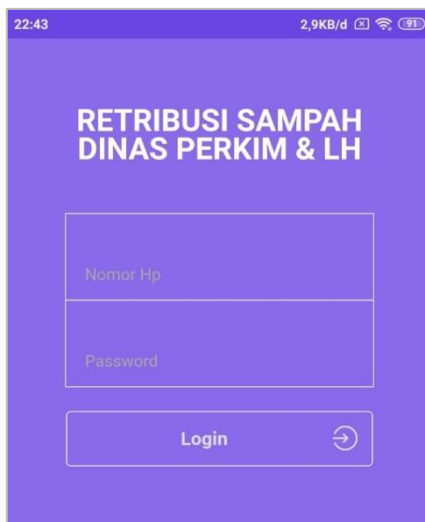 22:43 2,9KB/d 91
RETRIBUSI SAMPAH
DINAS PERKIM & LH
Nomor Hp
Password
Login